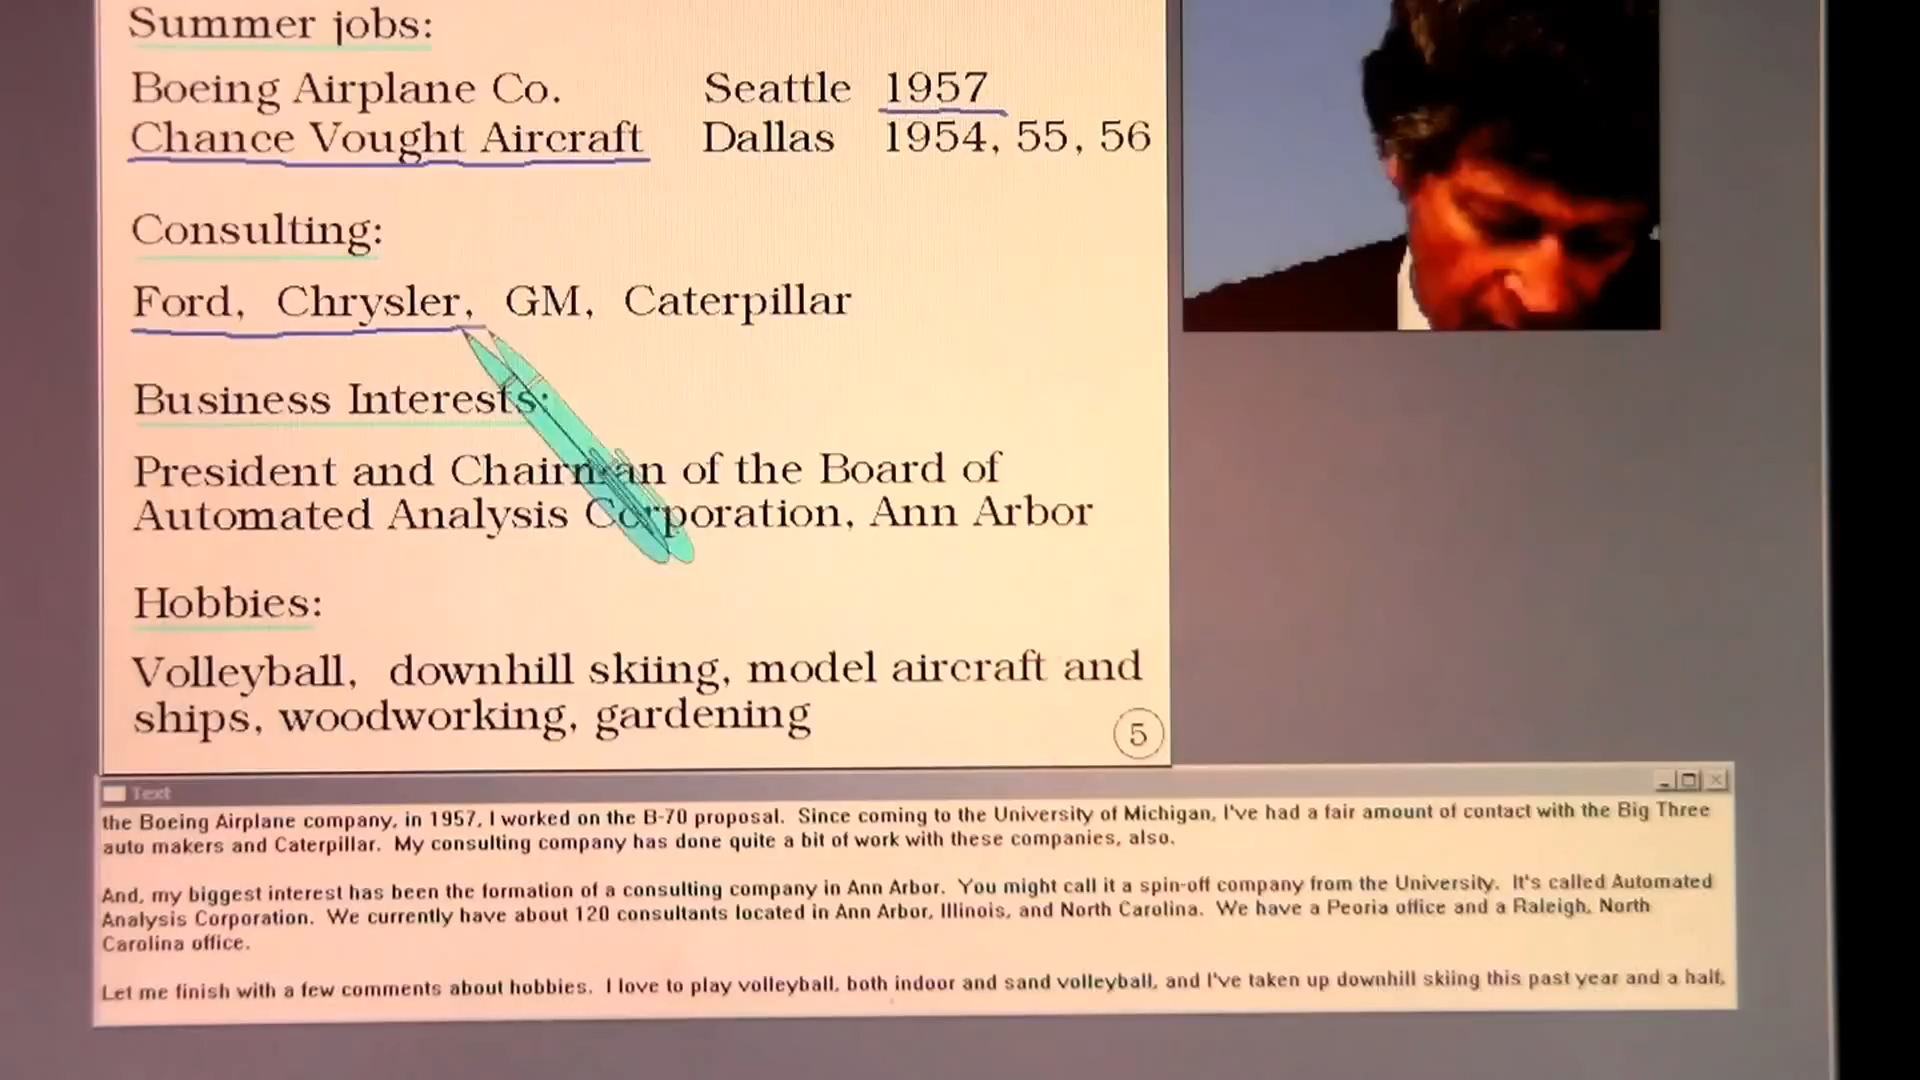 Summer jobs:
Boeing Airplane Co. Seattle 1957
Chance Vought Aircraft Dallas 1954, 55, 56
Consulting:
Ford, Chrysler, GM, Caterpillar
Business Interests:
President and Chairman of the Board of
Automated Analysis Corporation, Ann Arbor
Hobbies:
Volleyball, downhill skiing, model aircraft and
ships, woodworking, gardening
5
Text
the Boeing Airplane company, in 1957, I worked on the B-70 proposal. Since coming to the University of Michigan, I've had a fair amount of contact with the Big Three
auto makers and Caterpillar. My consulting company has done quite a bit of work with these companies, also.
And, my biggest interest has been the formation of a consulting company in Ann Arbor. You might call it a spin-off company from the University. It's called Automated
Analysis Corporation. We currently have about 120 consultants located in Ann Arbor, Illinois, and North Carolina. We have a Peoria office and a Raleigh, North
Carolina office.
Let me finish with a few comments about hobbies. I love to play volleyball, both indoor and sand volleyball, and I've taken up downhill skiing this past year and a half,